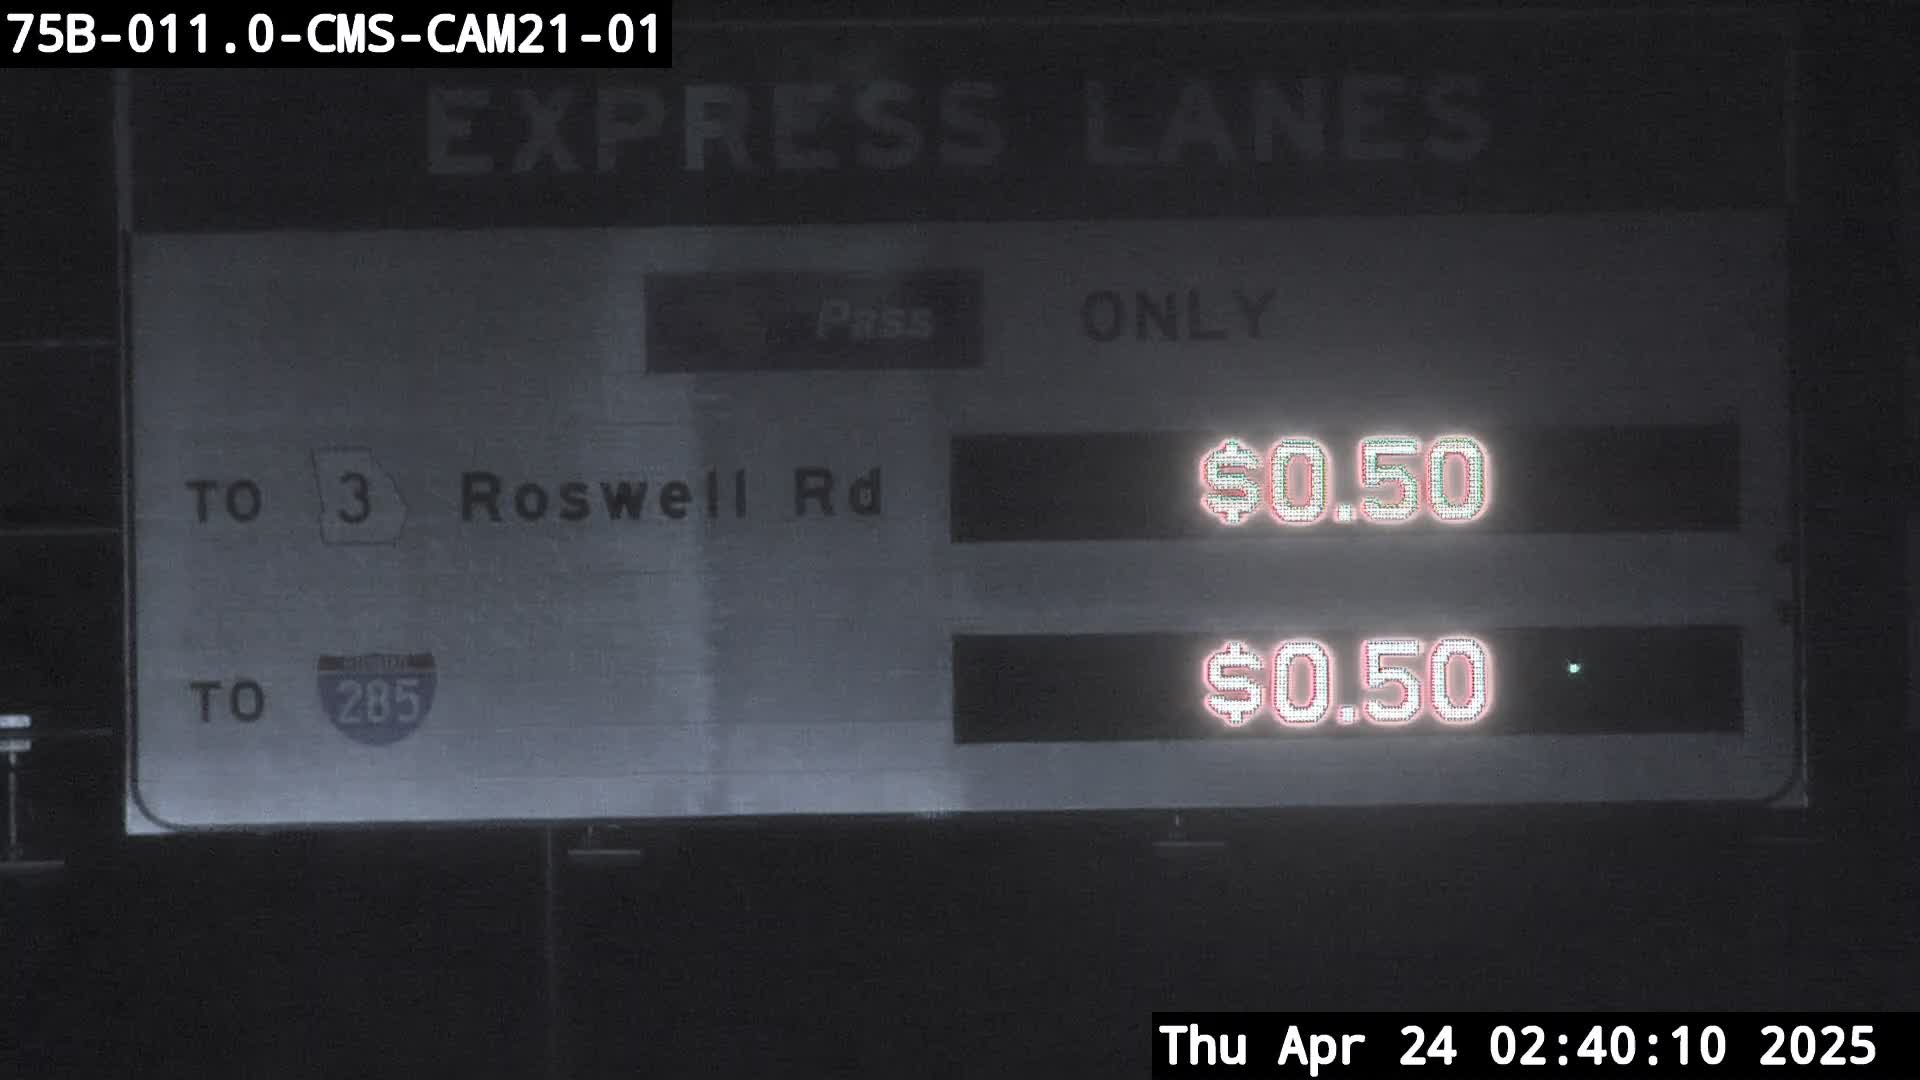 75B-011.0-CMS-CAM21-01
EXPRESS LANES
Pass ONLY
TO 3 Roswell Rd $0.50
TO 285 $0.50
Thu Apr 24 02:40:10 2025